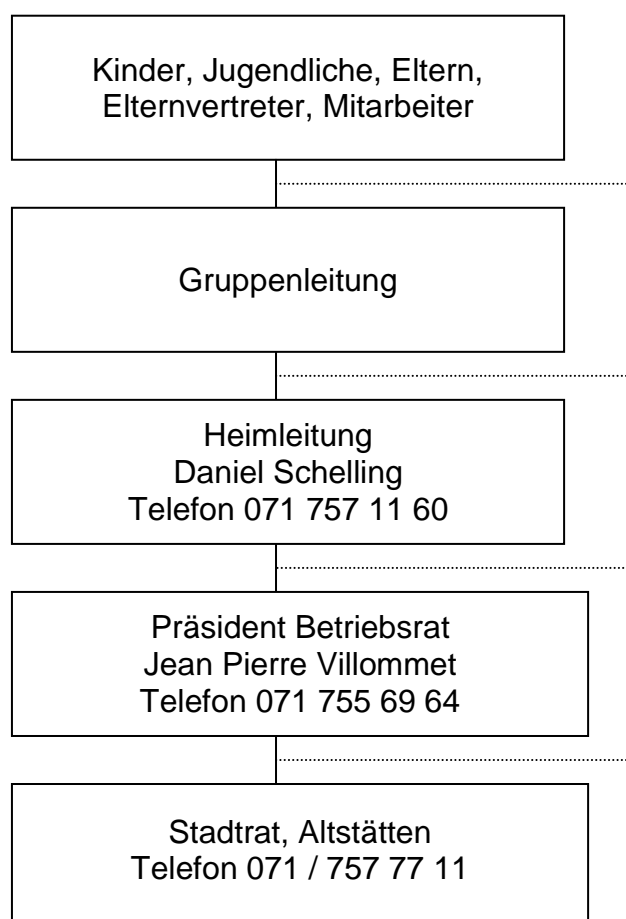 Kinder, Jugendliche, Eltern,
Elternvertreter, Mitarbeiter
Gruppenleitung
Heimleitung
Daniel Schelling
Telefon 071 757 11 60
Präsident Betriebsrat
Jean Pierre Villommet
Telefon 071 755 69 64
Stadtrat, Altstätten
Telefon 071 / 757 77 11